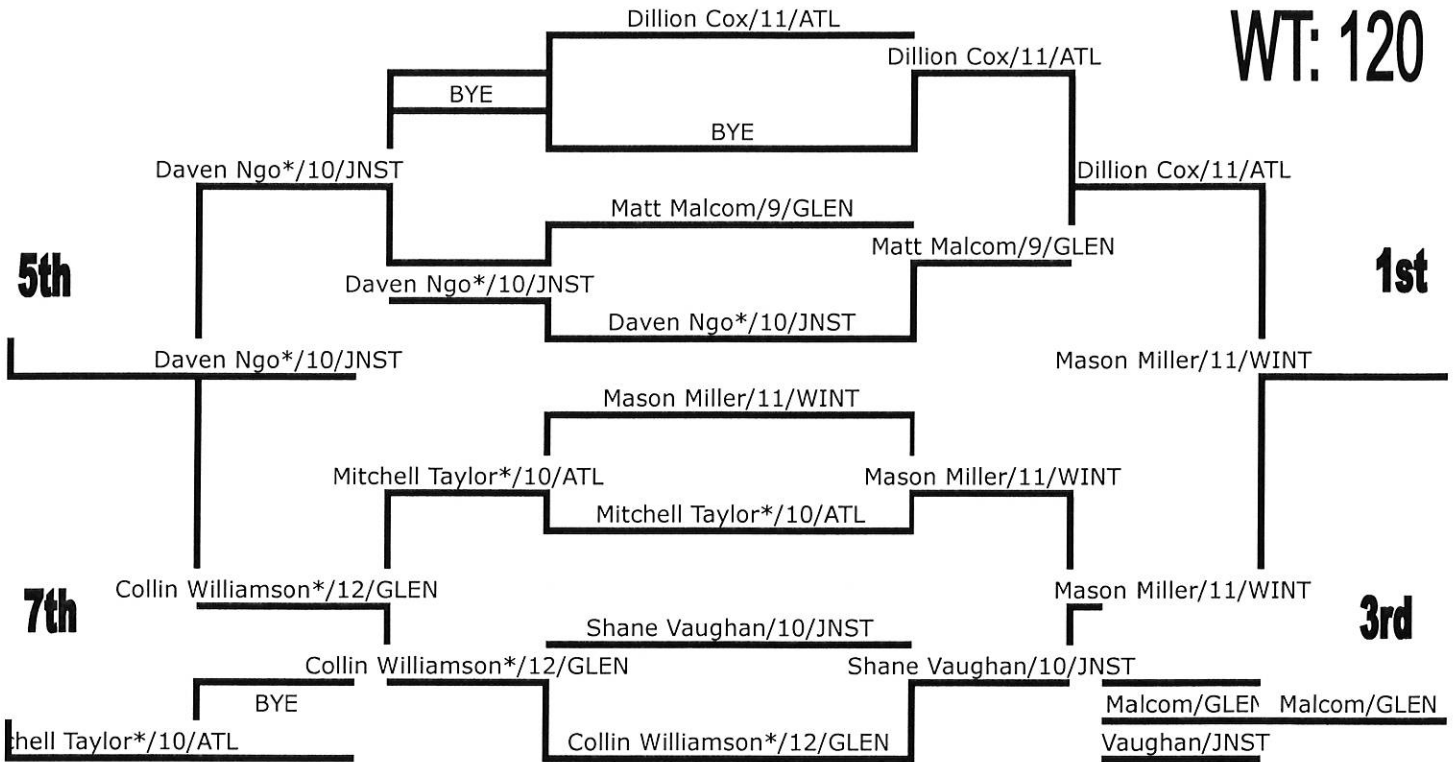 Dillion Cox/11/ATL
WT: 120
Dillion Cox/11/ATL
BYE
BYE
Daven Ngo*/10/JNST
Dillion Cox/11/ATL
Matt Malcom/9/GLEN
Matt Malcom/9/GLEN
5th
1st
Daven Ngo*/10/JNST
Daven Ngo*/10/JNST
Daven Ngo*/10/JNST
Mason Miller/11/WINT
Mason Miller/11/WINT
Mitchell Taylor*/10/ATL
Mason Miller/11/WINT
Mitchell Taylor*/10/ATL
Collin Williamson*/12/GLEN
Mason Miller/11/WINT
7th
3rd
Shane Vaughan/10/JNST
Collin Williamson*/12/GLEN
Shane Vaughan/10/JNST
BYE
Malcom/GLEN
Malcom/GLEN
chell Taylor*/10/ATL
Collin Williamson*/12/GLEN
Vaughan/JNST